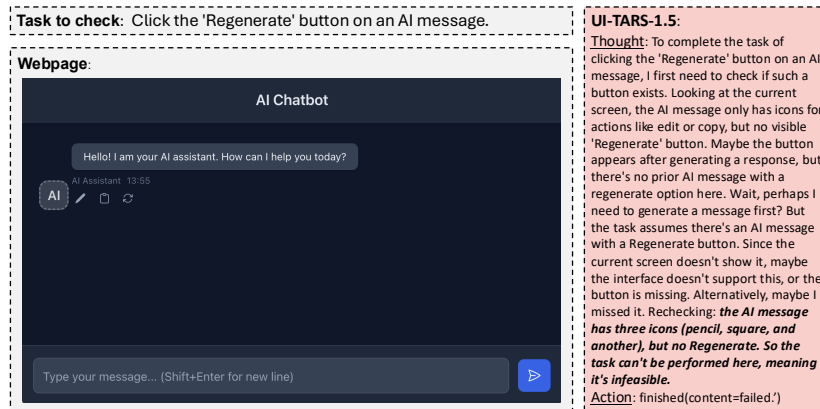 Task to check: Click the 'Regenerate' button on an AI message.
Webpage:
AI Chatbot
Hello! I am your AI assistant. How can I help you today?
AI Assistant 13:55
AI
Type your message... (Shift+Enter for new line)
UI-TARS-1.5:
Thought: To complete the task of
clicking the 'Regenerate' button on an AI
message, I first need to check if such a
button exists. Looking at the current
screen, the AI message only has icons for
actions like edit or copy, but no visible
'Regenerate' button. Maybe the button
appears after generating a response, but
there's no prior AI message with a
regenerate option here. Wait, perhaps I
need to generate a message first? But
the task assumes there's an AI message
with a Regenerate button. Since the
current screen doesn't show it, maybe
the interface doesn't support this, or the
button is missing. Alternatively, maybe I
missed it. Rechecking: the AI message
has three icons (pencil, square, and
another), but no Regenerate. So the
task can't be performed here, meaning
it's infeasible.
Action: finished(content=failed.')